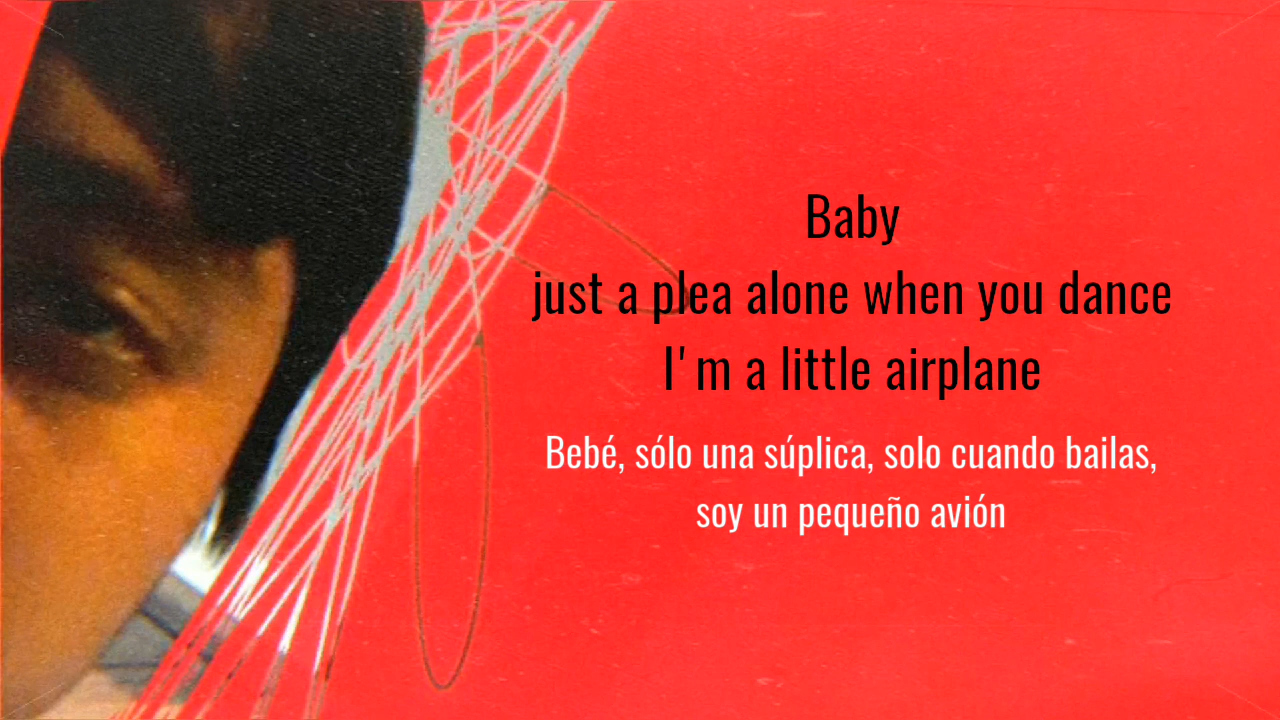 Baby
just a plea alone when you dance
I'm a little airplane
Bebé, sólo una súplica, solo cuando bailas,
soy un pequeño avión